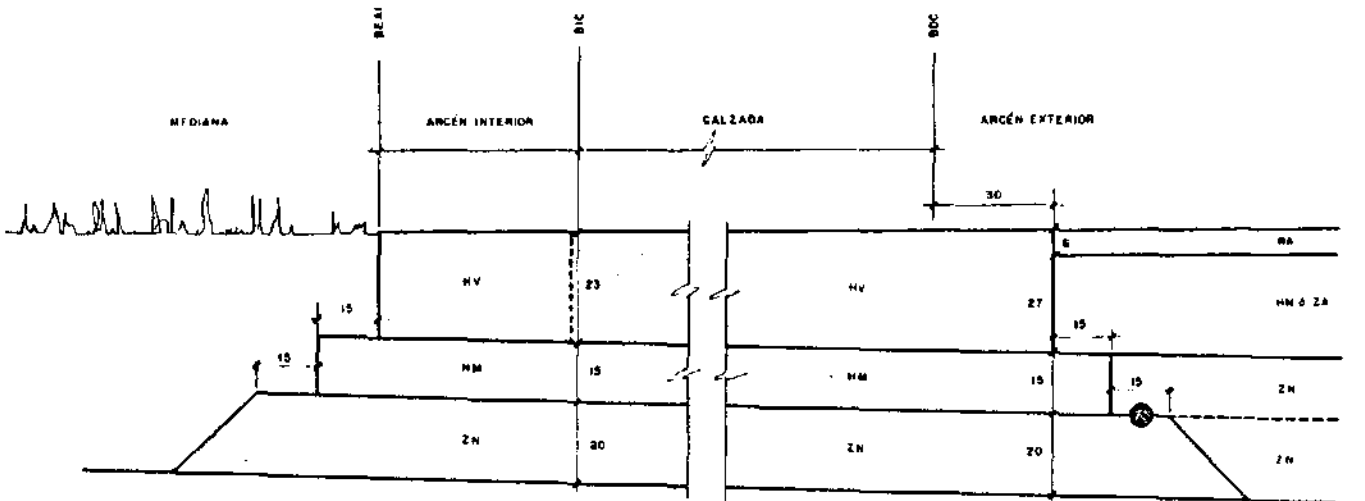 BEAI
BIC
BDC
MEDIANA
ARCÉN INTERIOR
CALZADA
ARCÉN EXTERIOR
30
6
HV
23
HV
27
HM Ó ZA
15
15
15
HM
15
HM
15
15
ZN
ZN
20
ZN
20
ZN